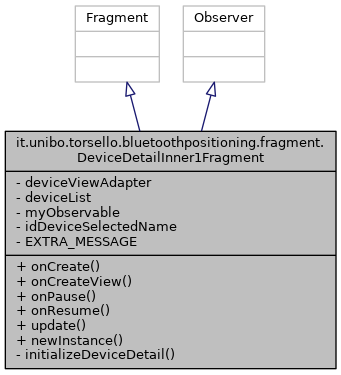 Fragment
Observer
it.unibo.torsello.bluetoothpositioning.fragment.
DeviceDetailInner1Fragment
- deviceViewAdapter
- deviceList
- myObservable
- idDeviceSelectedName
- EXTRA_MESSAGE
+ onCreate()
+ onCreateView()
+ onPause()
+ onResume()
+ update()
+ newInstance()
- initializeDeviceDetail()